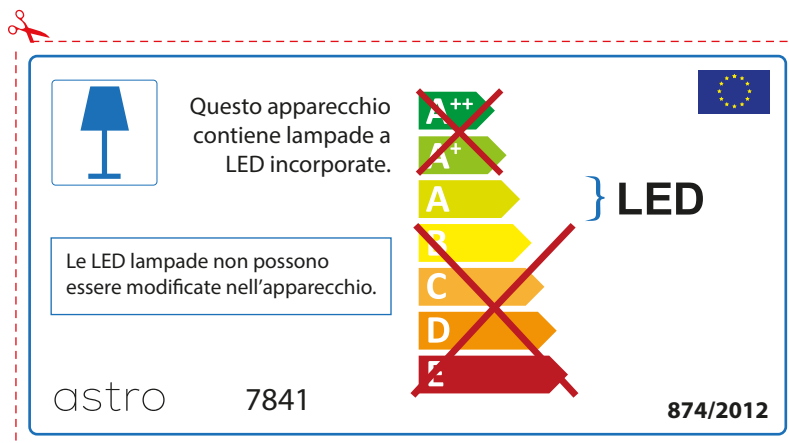 Questo apparecchio
contiene lampade a
LED incorporate.
Le LED lampade non possono
essere modificate nell'apparecchio.
A++
A+
A
B
C
D
E
LED
astro
7841
874/2012